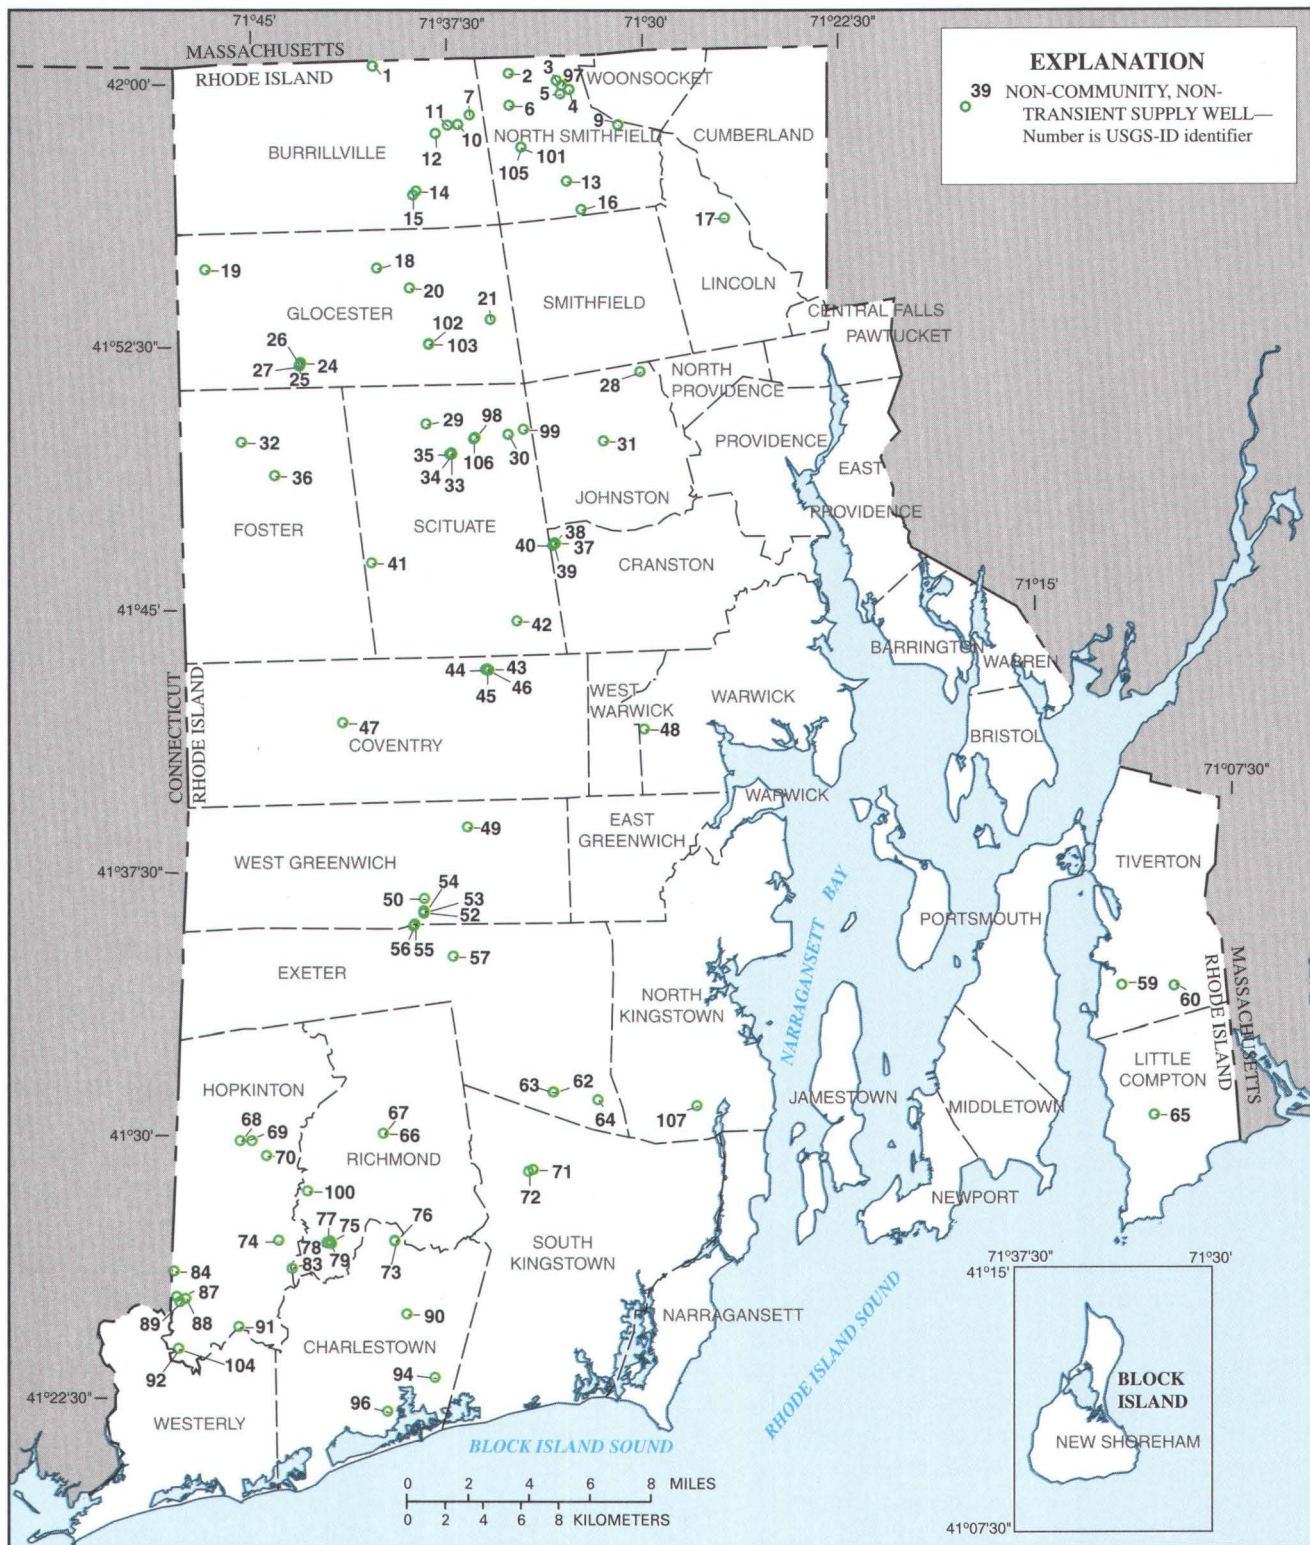 71°45'
71°37'30"
71°30'
71°22'30"
MASSACHUSETTS
RHODE ISLAND
42°00'
EXPLANATION
39 NON-COMMUNITY, NON-
TRANSIENT SUPPLY WELL—
Number is USGS-ID identifier
1
2
3
97
WOONSOCKET
5
4
7
6
11
10
9
NORTH SMITHFIELD
CUMBERLAND
BURRILLVILLE
12
101
105
13
14
15
16
17
19
18
20
LINCOLN
GLOCESTER
21
SMITHFIELD
CENTRAL FALLS
PAWTUCKET
102
103
41°52'30"
26
27
24
25
28
NORTH
PROVIDENCE
29
98
99
32
35
30
31
PROVIDENCE
34
33
106
EAST
PROVIDENCE
36
JOHNSTON
FOSTER
SCITUATE
38
40
37
39
CRANSTON
41
71°15'
41°45'
42
BARRINGTON
WARREN
44
43
45
46
WEST
WARWICK
WARWICK
CONNECTICUT
RHODE ISLAND
47
COVENTRY
48
BRISTOL
71°07'30"
WARWICK
49
EAST
GREENWICH
WEST GREENWICH
TIVERTON
41°37'30"
54
50
53
52
NARRAGANSETT BAY
PORTSMOUTH
56
55
57
EXETER
MASSACHUSETTS
RHODE ISLAND
59
60
NORTH
KINGSTOWN
LITTLE
COMPTON
HOPKINTON
63
62
64
107
JAMESTOWN
MIDDLETOWN
65
41°30'
68
69
67
66
70
RICHMOND
71
72
100
NEWPORT
74
77
75
78
79
76
73
SOUTH
KINGSTOWN
84
83
71°37'30"
71°30'
41°15'
87
89
88
90
NARRAGANSETT
91
CHARLESTOWN
92
104
94
RHODE ISLAND SOUND
BLOCK
ISLAND
41°22'30"
96
WESTERLY
BLOCK ISLAND SOUND
NEW SHOREHAM
0 2 4 6 8 MILES
0 2 4 6 8 KILOMETERS
41°07'30"